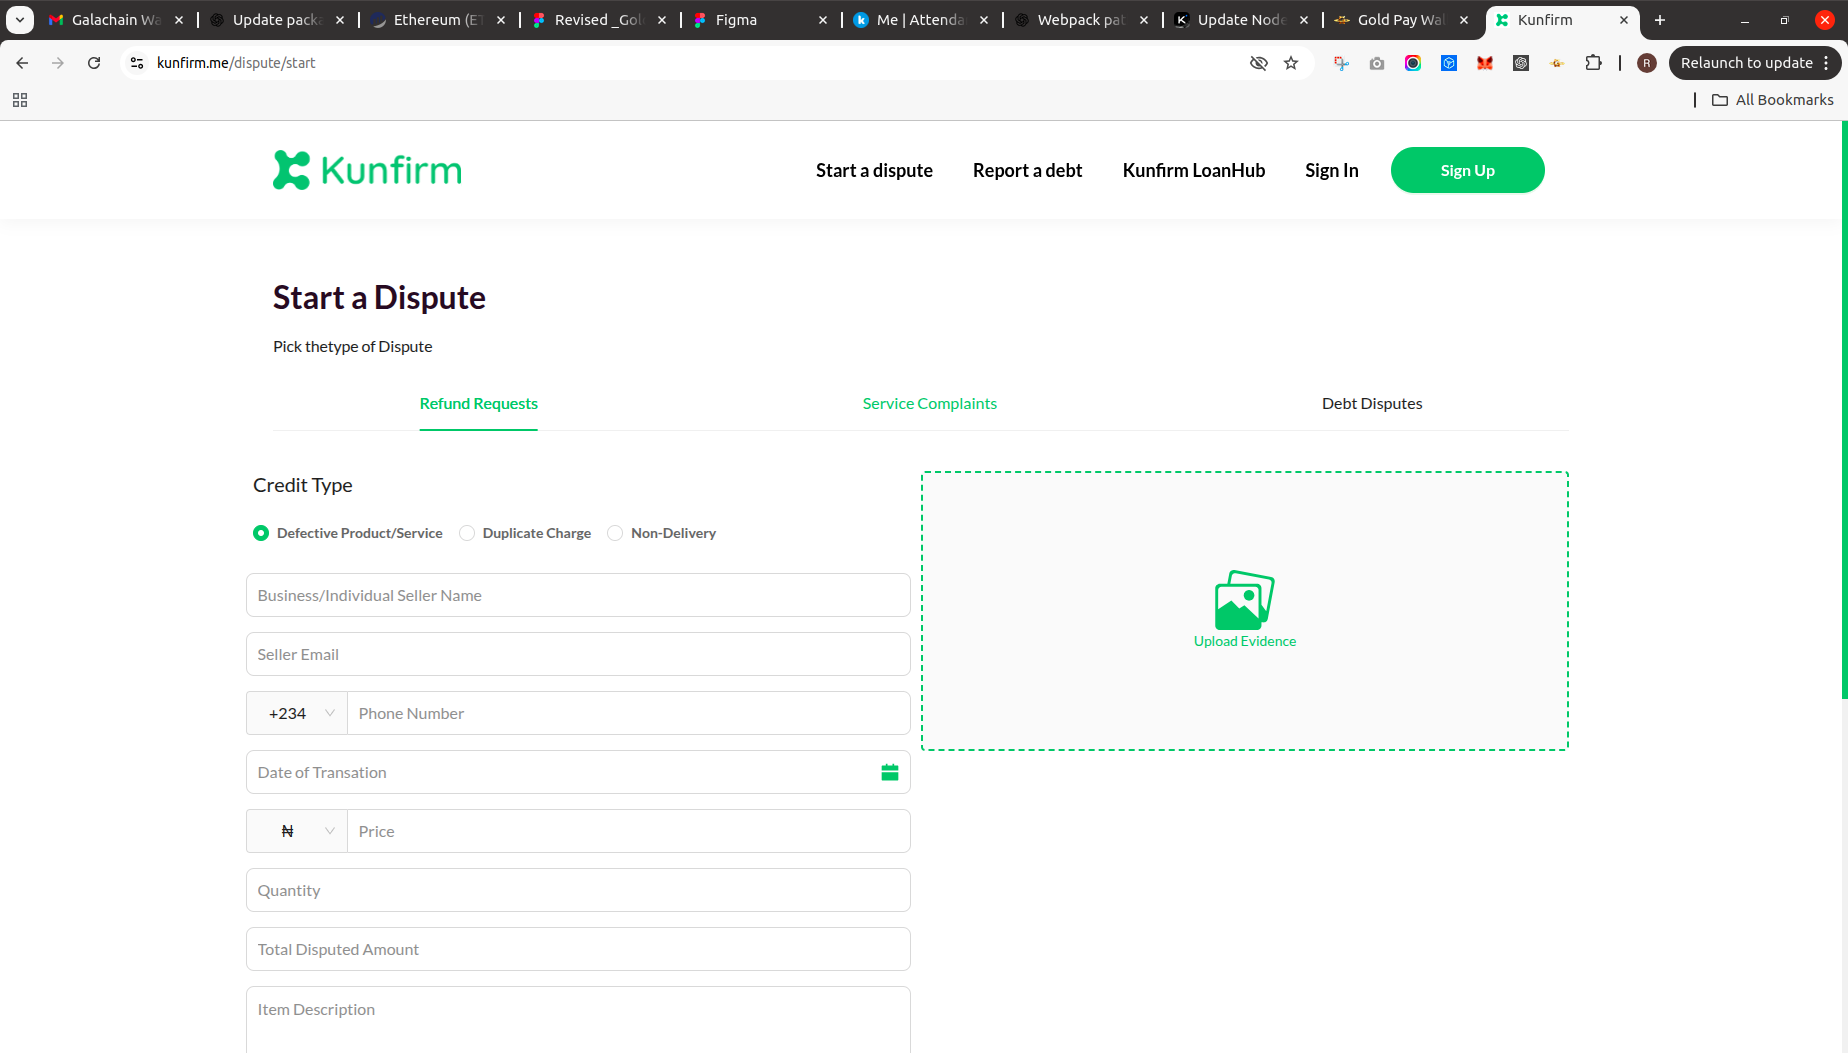 Galachain Wa
Update packa
Ethereum (ET
Revised _Gol
Figma
Me | Attenda
Webpack pat
Update Node
Gold Pay Wal
Kunfirm
kunfirm.me/dispute/start
R
Relaunch to update
All Bookmarks
Kunfirm
Start a dispute
Report a debt
Kunfirm LoanHub
Sign In
Sign Up
Start a Dispute
Pick thetype of Dispute
Refund Requests
Service Complaints
Debt Disputes
Credit Type
Defective Product/Service
Duplicate Charge
Non-Delivery
Business/Individual Seller Name
Seller Email
+234
Phone Number
Date of Transation
₦
Price
Quantity
Total Disputed Amount
Item Description
Upload Evidence